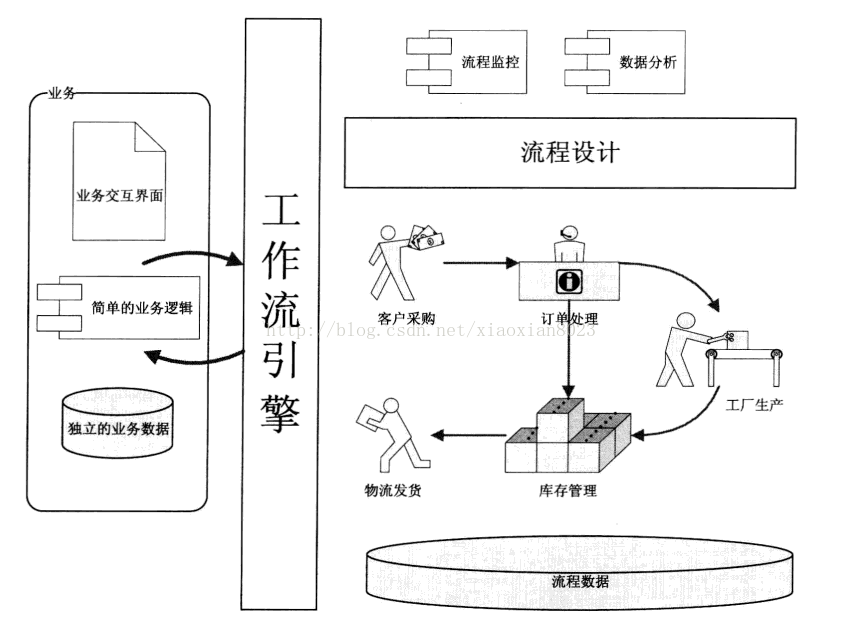 业务
业务交互界面
简单的业务逻辑
独立的业务数据
工作流引擎
流程监控
数据分析
流程设计
客户采购
订单处理
工厂生产
物流发货
库存管理
流程数据
http://blog.csdn.net/xiaoxian8023